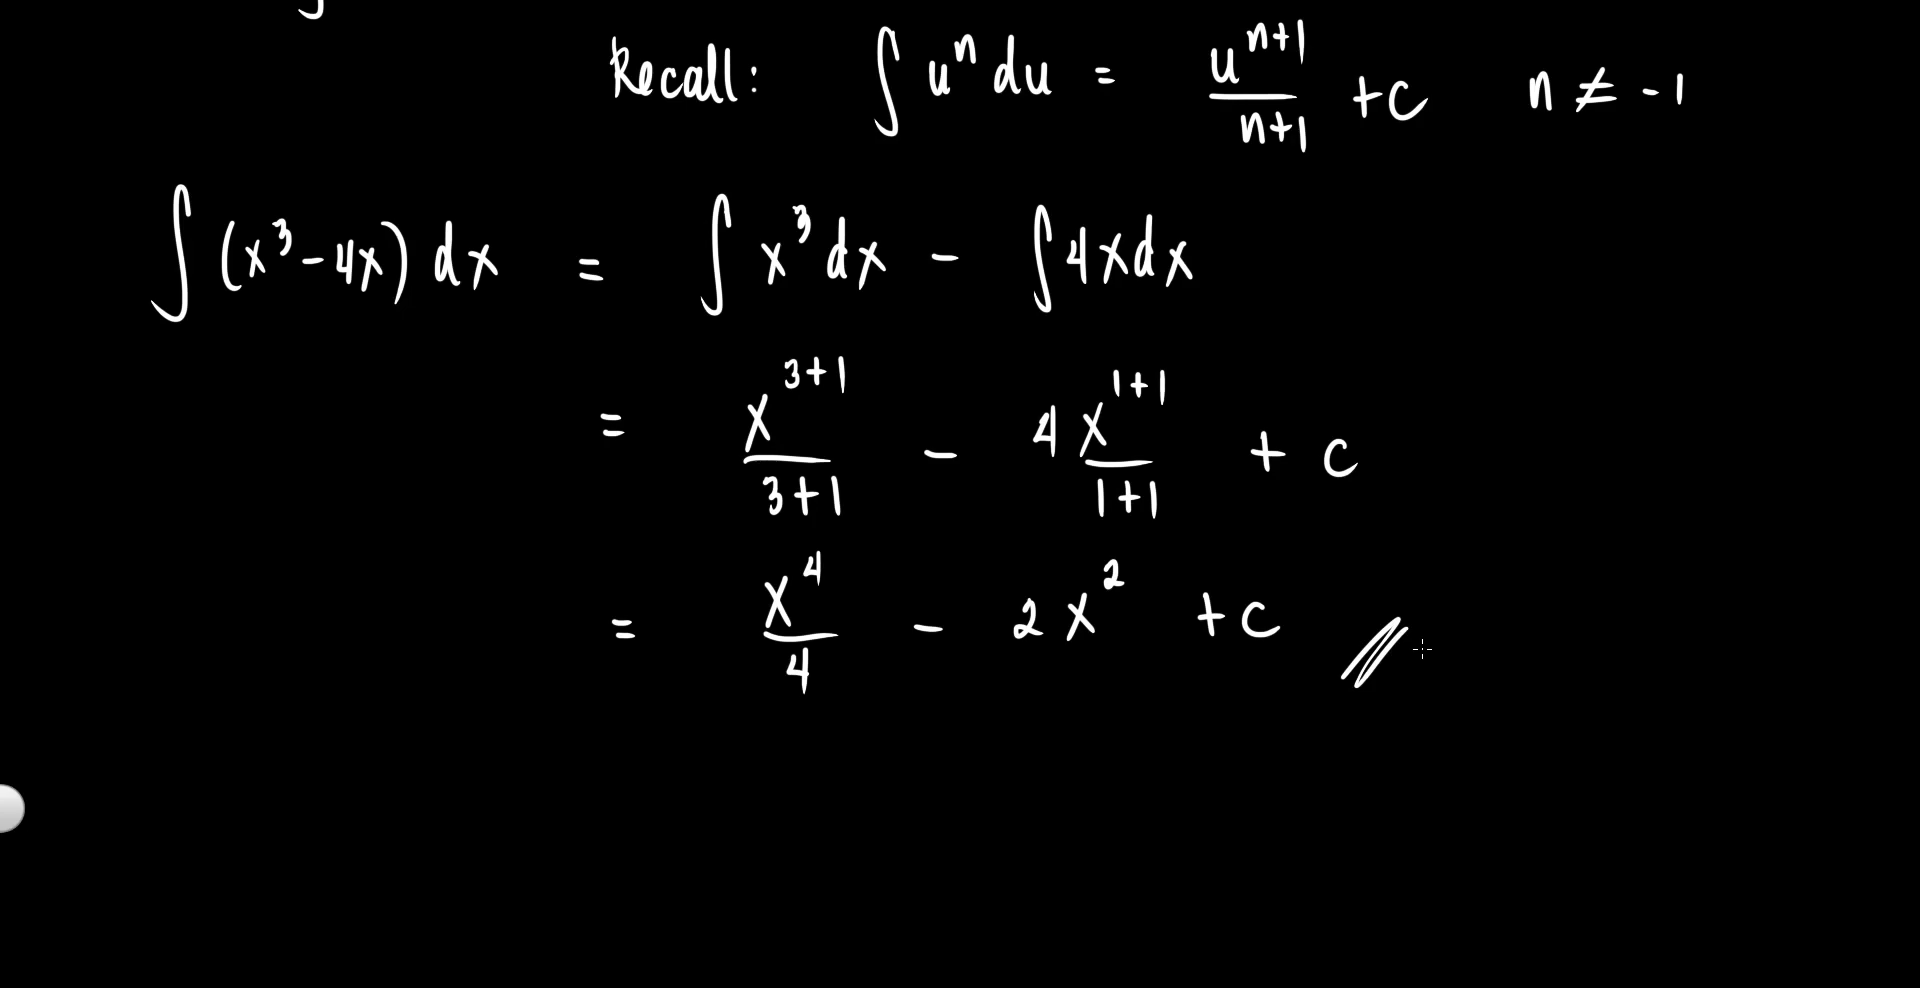 Recall: ∫ uⁿ du = uⁿ⁺¹/(n+1) + c n ≠ -1
∫ (x³ - 4x) dx = ∫ x³ dx - ∫ 4x dx
= x³⁺¹/(3+1) - 4 x¹⁺¹/(1+1) + c
= x⁴/4 - 2x² + c